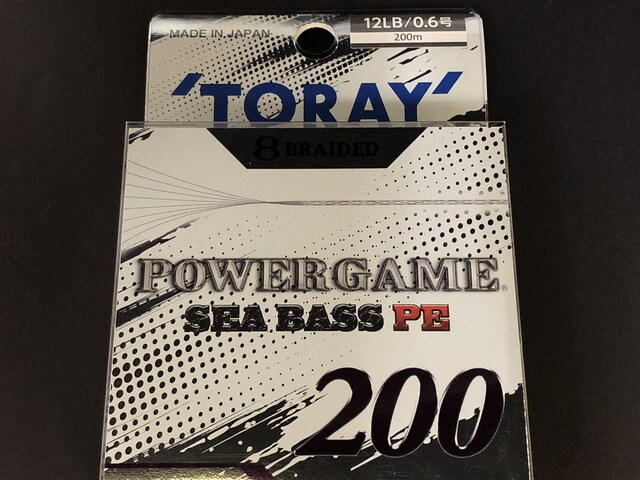 MADE IN JAPAN
12LB/0.6号
200m
'TORAY'
8 BRAIDED
POWERGAME®
SEA BASS PE
200